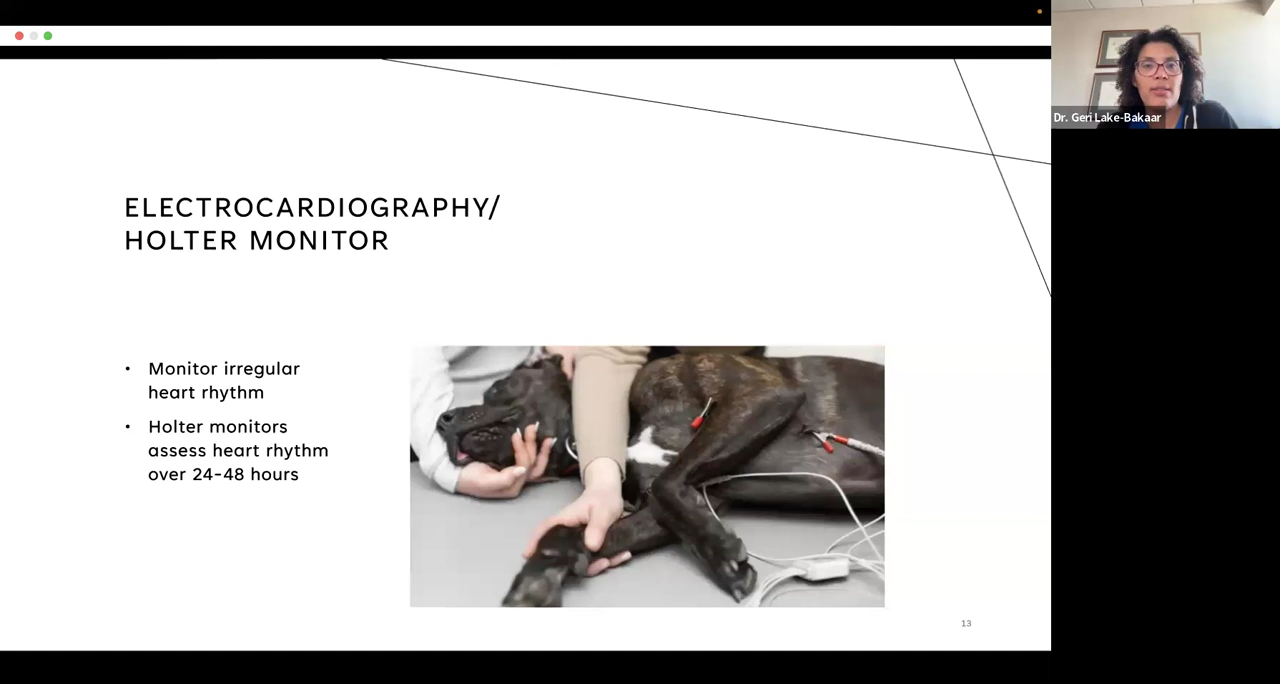 ELECTROCARDIOGRAPHY/
HOLTER MONITOR
• Monitor irregular
heart rhythm
• Holter monitors
assess heart rhythm
over 24-48 hours
13
Dr. Geri Lake-Bakaar